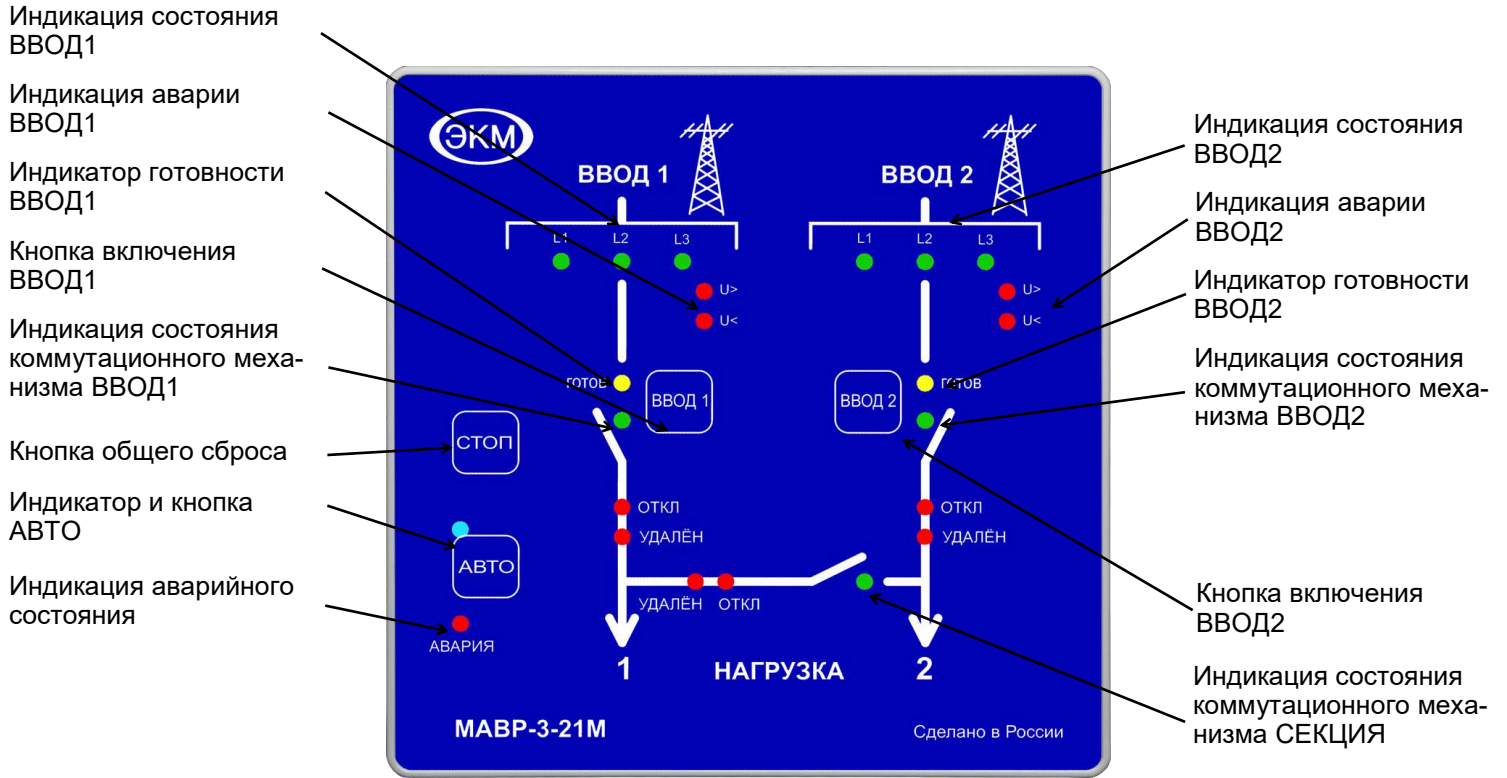 Индикация состояния
ВВОД1
Индикация аварии
ВВОД1
Индикатор готовности
ВВОД1
Кнопка включения
ВВОД1
Индикация состояния
коммутационного меха-
низма ВВОД1
Кнопка общего сброса
Индикатор и кнопка
АВТО
Индикация аварийного
состояния
ЭКМ
ВВОД 1
ВВОД 2
L1 L2 L3
L1 L2 L3
U>
U<
U>
U<
ГОТОВ
ВВОД 1
ВВОД 2
ГОТОВ
СТОП
ОТКЛ
УДАЛЁН
ОТКЛ
УДАЛЁН
АВТО
УДАЛЁН ОТКЛ
АВАРИЯ
1 НАГРУЗКА 2
МАВР-3-21М
Сделано в России
Индикация состояния
ВВОД2
Индикация аварии
ВВОД2
Индикатор готовности
ВВОД2
Индикация состояния
коммутационного меха-
низма ВВОД2
Кнопка включения
ВВОД2
Индикация состояния
коммутационного меха-
низма СЕКЦИЯ